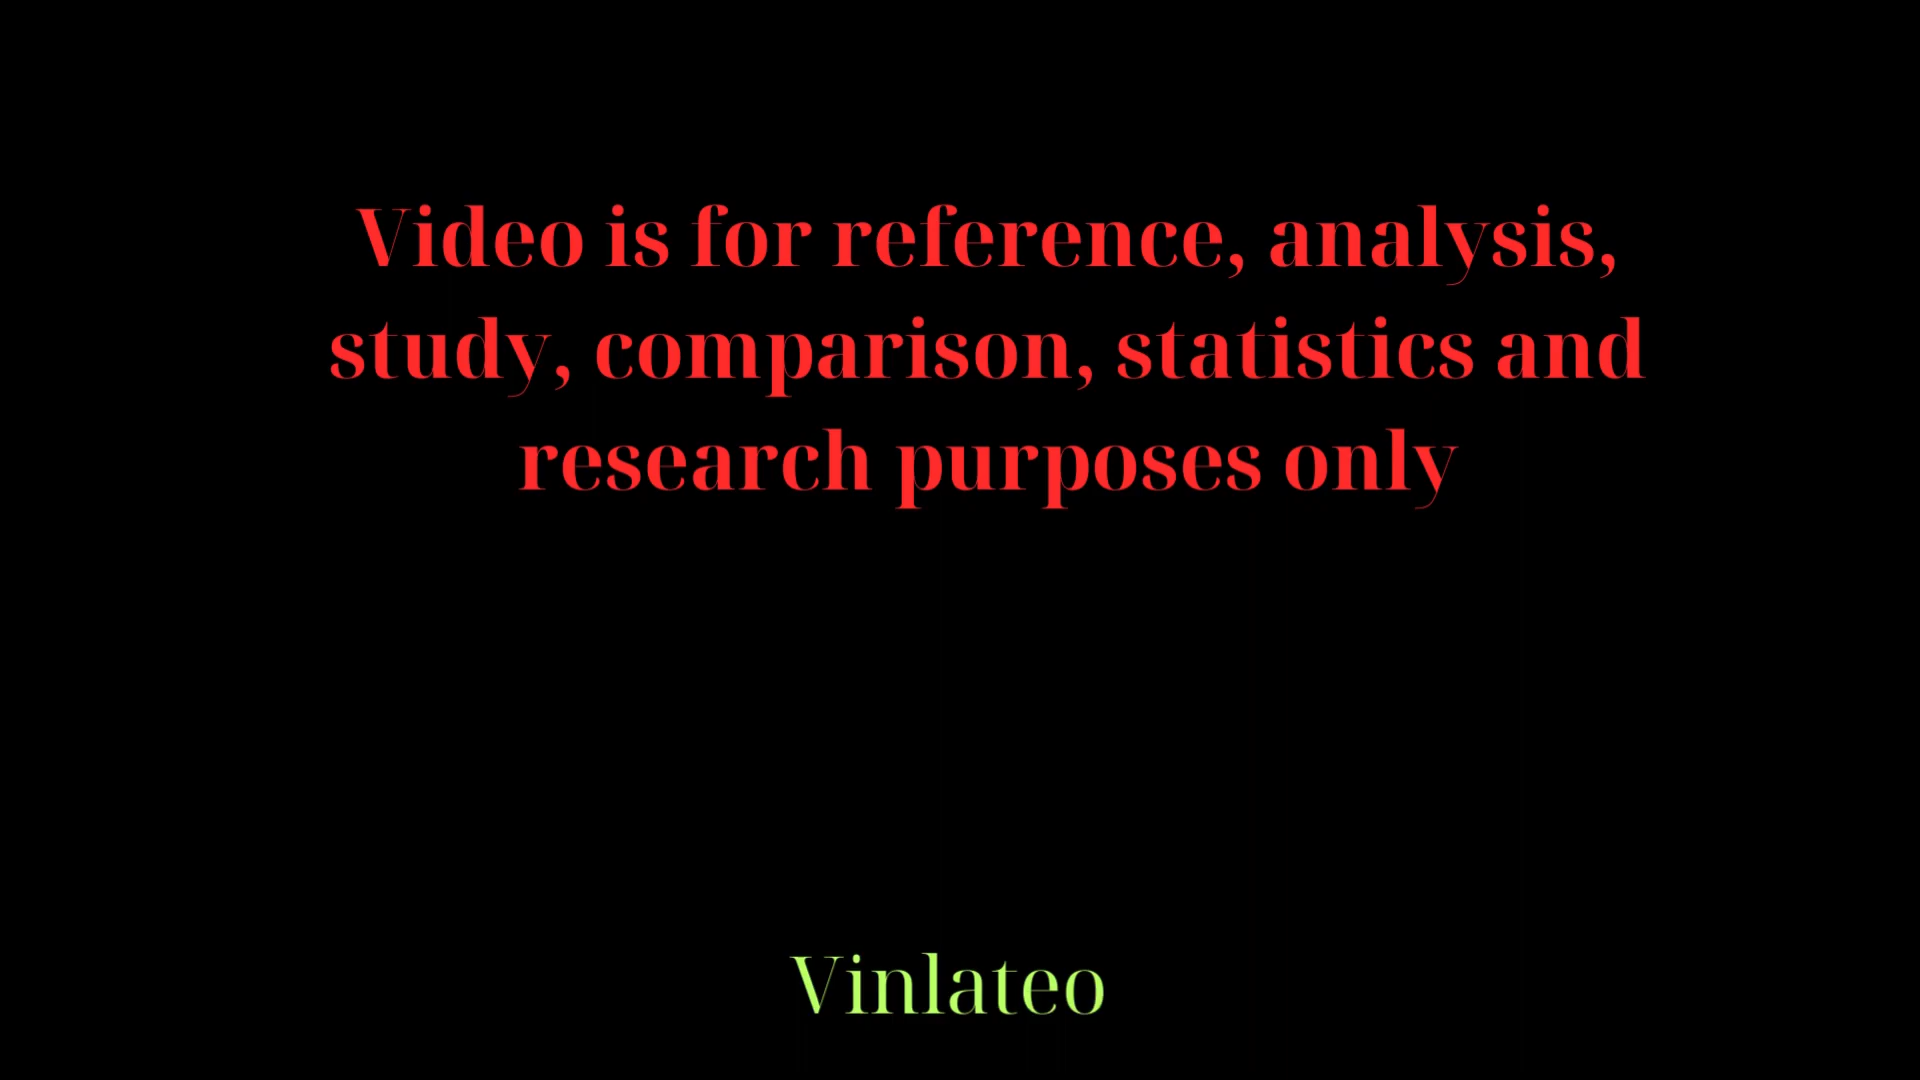 Video is for reference, analysis,
study, comparison, statistics and
research purposes only
Vinlateo